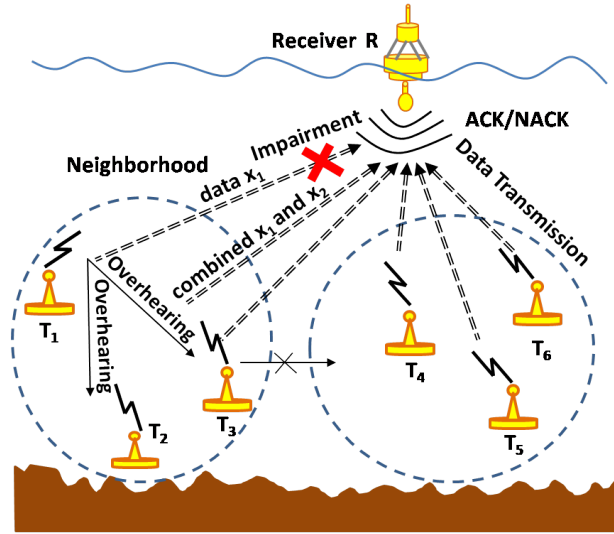 Receiver R
ACK/NACK
Impairment
Neighborhood
data x₁
Data Transmission
combined x₁ and x₂
Overhearing
Overhearing
T₁
T₂
T₃
T₄
T₅
T₆